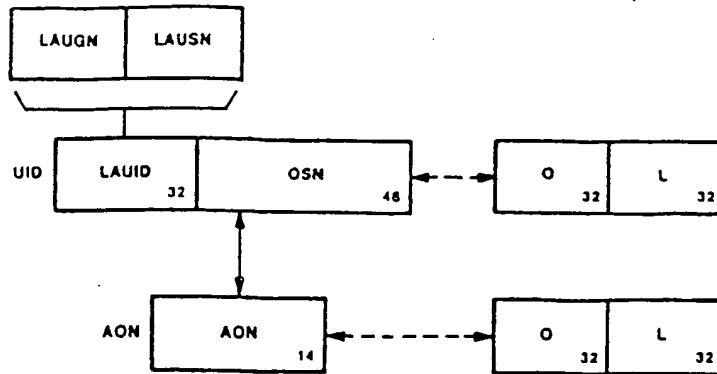 LAUGN LAUSN
UID LAUID 32 OSN 48 O 32 L 32
AON AON 14 O 32 L 32